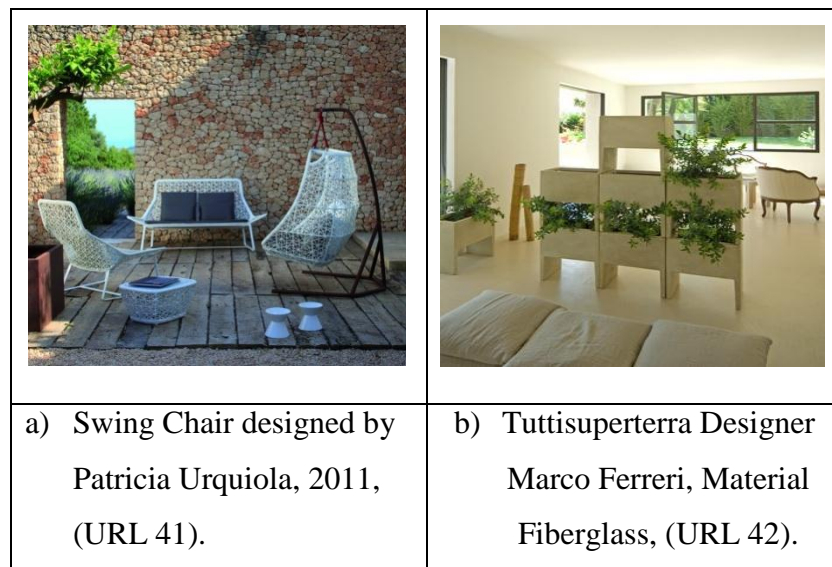 a) Swing Chair designed by
Patricia Urquiola, 2011,
(URL 41).
b) Tuttisuperterra Designer
Marco Ferreri, Material
Fiberglass, (URL 42).